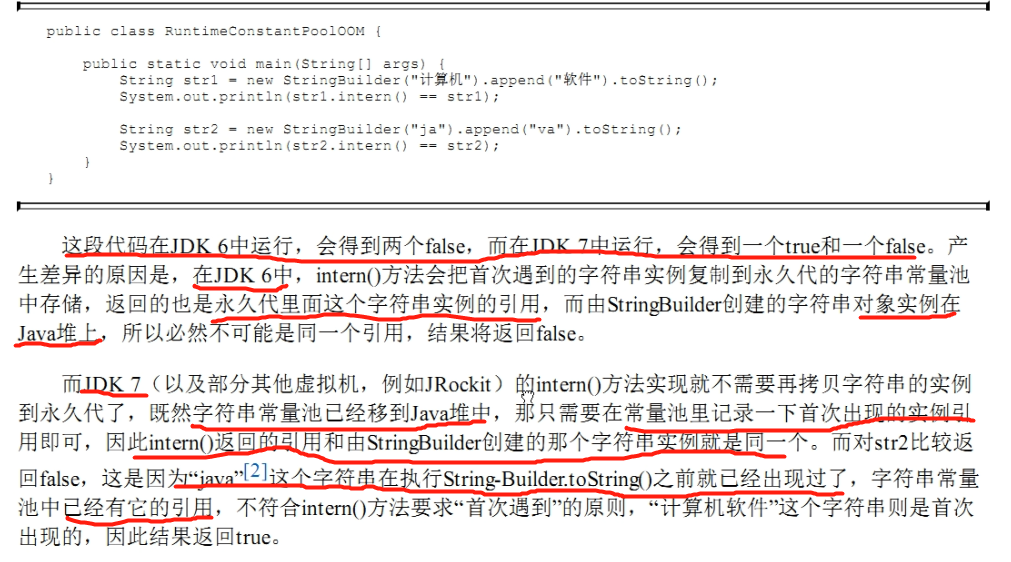 public class RuntimeConstantPoolOOM {
public static void main(String[] args) {
String str1 = new StringBuilder("计算机").append("软件").toString();
System.out.println(str1.intern() == str1);
String str2 = new StringBuilder("ja").append("va").toString();
System.out.println(str2.intern() == str2);
}
}
这段代码在JDK 6中运行，会得到两个false，而在JDK 7中运行，会得到一个true和一个false。产
生差异的原因是，在JDK 6中，intern()方法会把首次遇到的字符串实例复制到永久代的字符串常量池
中存储，返回的也是永久代里面这个字符串实例的引用，而由StringBuilder创建的字符串对象实例在
Java堆上，所以必然不可能是同一个引用，结果将返回false。
而JDK 7（以及部分其他虚拟机，例如JRockit）的intern()方法实现就不需要再拷贝字符串的实例
到永久代了，既然字符串常量池已经移到Java堆中，那只需要在常量池里记录一下首次出现的实例引
用即可，因此intern()返回的引用和由StringBuilder创建的那个字符串实例就是同一个。而对str2比较返
回false，这是因为“java”[2]这个字符串在执行String-Builder.toString()之前就已经出现过了，字符串常量
池中已经有它的引用，不符合intern()方法要求“首次遇到”的原则，“计算机软件”这个字符串则是首次
出现的，因此结果返回true。